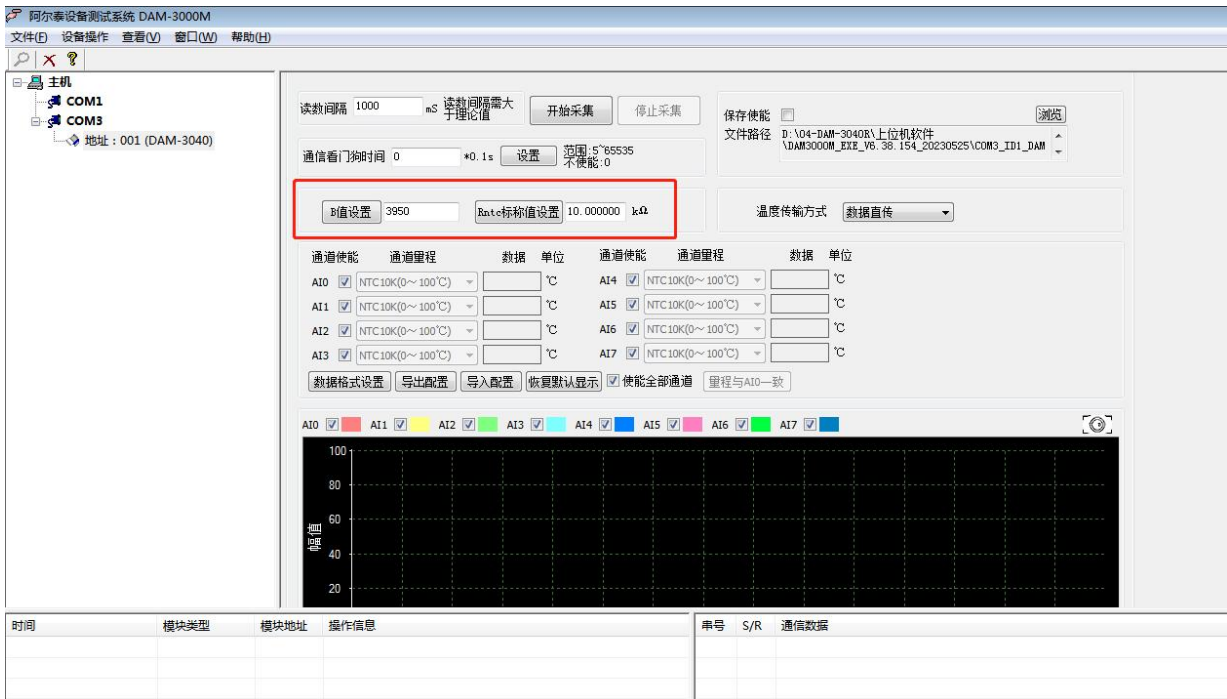 阿尔泰设备测试系统 DAM-3000M
文件(F) 设备操作 查看(V) 窗口(W) 帮助(H)
主机
COM1
COM3
地址：001 (DAM-3040)
读数间隔 1000 mS 读数间隔需大于理论值 开始采集 停止采集
保存使能 浏览
文件路径 D:\04-DAM-3040R\上位机软件
\DAM3000M_EXE_V6.38.154_20230525\COM3_ID1_DAM
通信看门狗时间 0 *0.1s 设置 范围:5~65535
不使能:0
B值设置 3950 Rntc标称值设置 10.000000 kΩ
温度传输方式 数据直传
通道使能 通道里程 数据 单位 通道使能 通道里程 数据 单位
AI0 NTC10K(0～100℃) ℃ AI4 NTC10K(0～100℃) ℃
AI1 NTC10K(0～100℃) ℃ AI5 NTC10K(0～100℃) ℃
AI2 NTC10K(0～100℃) ℃ AI6 NTC10K(0～100℃) ℃
AI3 NTC10K(0～100℃) ℃ AI7 NTC10K(0～100℃) ℃
数据格式设置 导出配置 导入配置 恢复默认显示 使能全部通道 量程与AI0一致
AI0 AI1 AI2 AI3 AI4 AI5 AI6 AI7
100
80
60
40
20
幅值
时间 模块类型 模块地址 操作信息 串号 S/R 通信数据